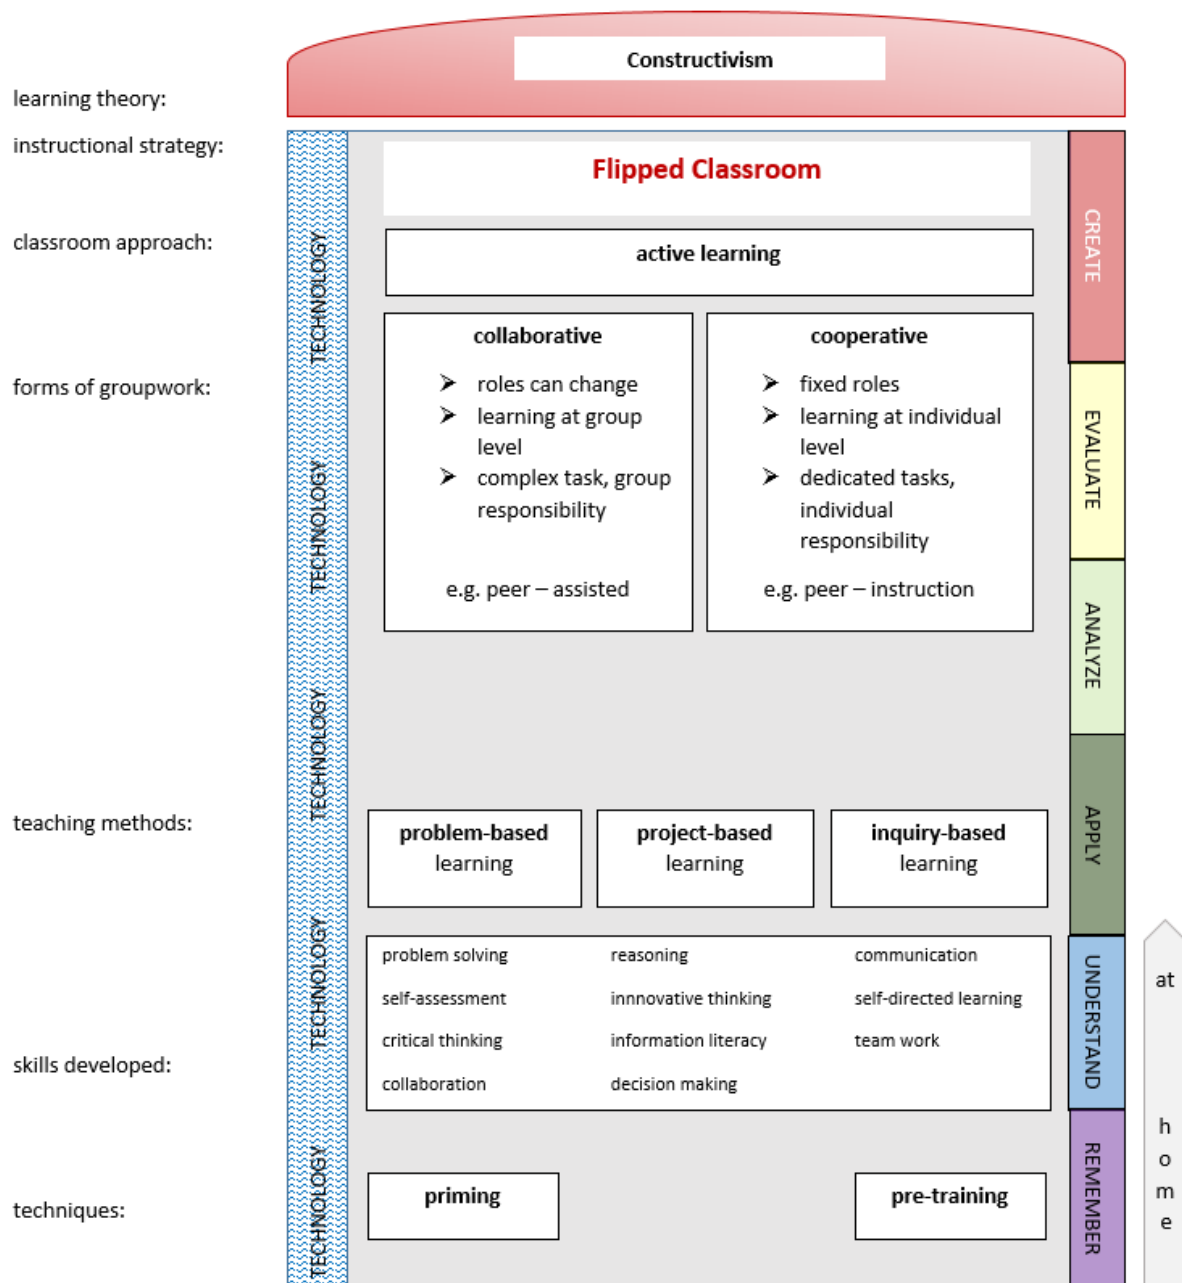 Constructivism
learning theory:
instructional strategy:
Flipped Classroom
classroom approach:
active learning
forms of groupwork:
collaborative
roles can change
learning at group
level
complex task, group
responsibility
e.g. peer – assisted
cooperative
fixed roles
learning at individual
level
dedicated tasks,
individual
responsibility
e.g. peer – instruction
teaching methods:
problem-based
learning
project-based
learning
inquiry-based
learning
skills developed:
problem solving
reasoning
communication
self-assessment
innnovative thinking
self-directed learning
critical thinking
information literacy
team work
collaboration
decision making
techniques:
priming
pre-training
TECHNOLOGY
TECHNOLOGY
TECHNOLOGY
TECHNOLOGY
TECHNOLOGY
CREATE
EVALUATE
ANALYZE
APPLY
UNDERSTAND
REMEMBER
at
home